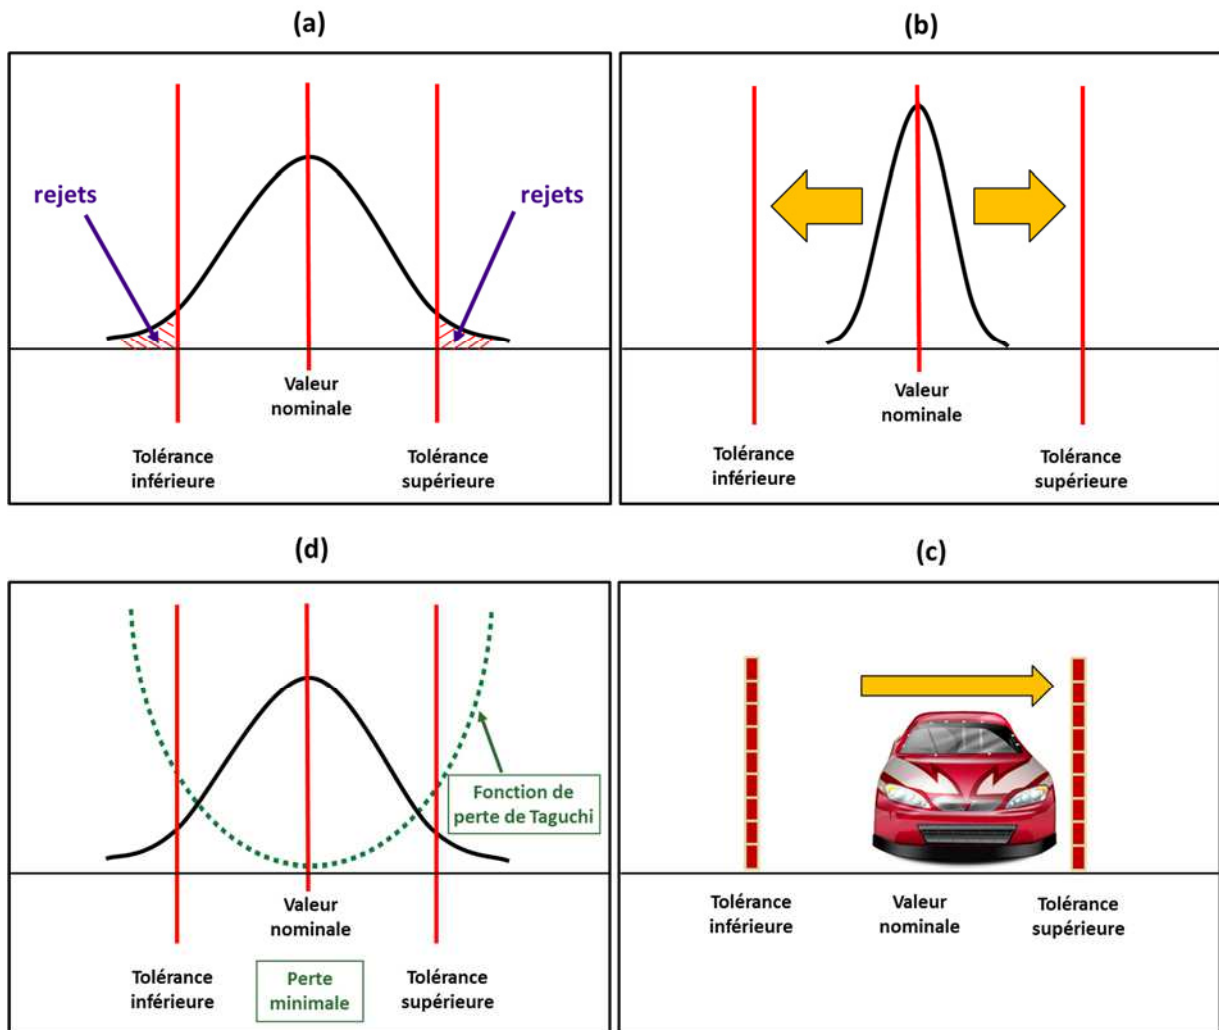 (a)
rejets
rejets
Valeur
nominale
Tolérance
inférieure
Tolérance
supérieure
(b)
Valeur
nominale
Tolérance
inférieure
Tolérance
supérieure
(d)
Fonction de
perte de Taguchi
Valeur
nominale
Tolérance
inférieure
Perte
minimale
Tolérance
supérieure
(c)
Tolérance
inférieure
Valeur
nominale
Tolérance
supérieure